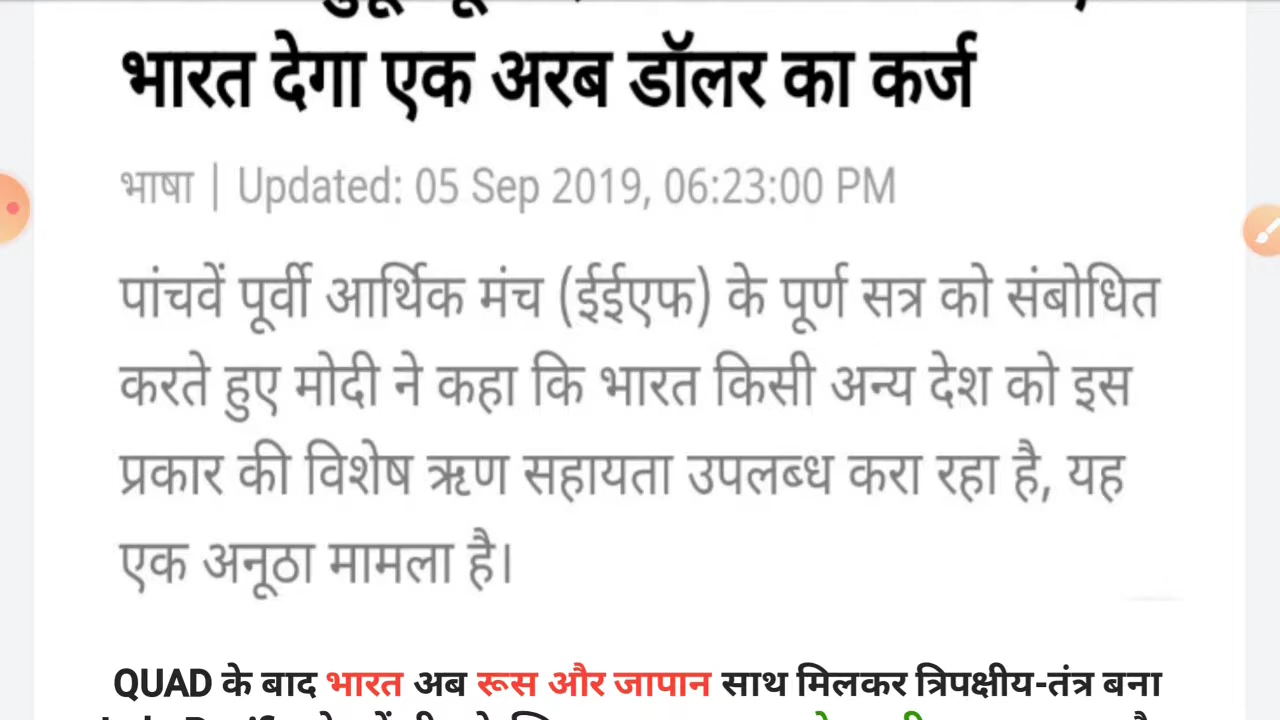 भारत देगा एक अरब डॉलर का कर्ज
भाषा | Updated: 05 Sep 2019, 06:23:00 PM
पांचवें पूर्वी आर्थिक मंच (ईईएफ) के पूर्ण सत्र को संबोधित
करते हुए मोदी ने कहा कि भारत किसी अन्य देश को इस
प्रकार की विशेष ऋण सहायता उपलब्ध करा रहा है, यह
एक अनूठा मामला है।
QUAD के बाद भारत अब रूस और जापान साथ मिलकर त्रिपक्षीय-तंत्र बना